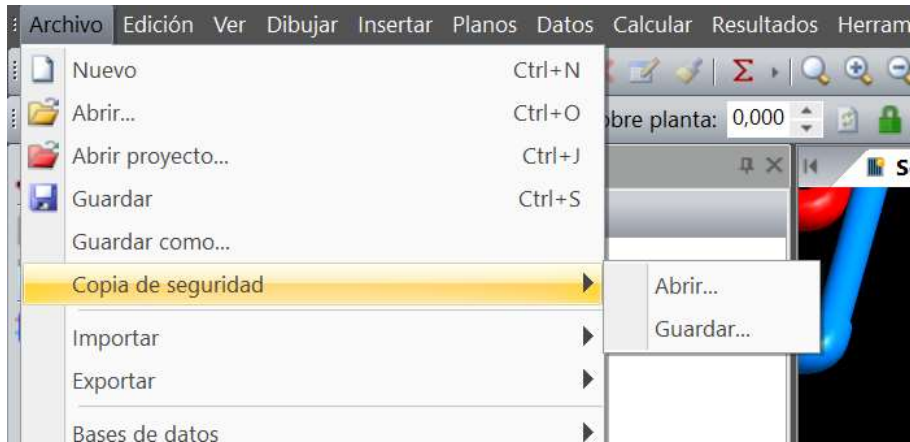 Archivo Edición Ver Dibujar Insertar Planos Datos Calcular Resultados Herram
Nuevo Ctrl+N
Abrir... Ctrl+O
obre planta: 0,000
Abrir proyecto... Ctrl+J
Guardar Ctrl+S
Guardar como...
Copia de seguridad
Abrir...
Guardar...
Importar
Exportar
Bases de datos